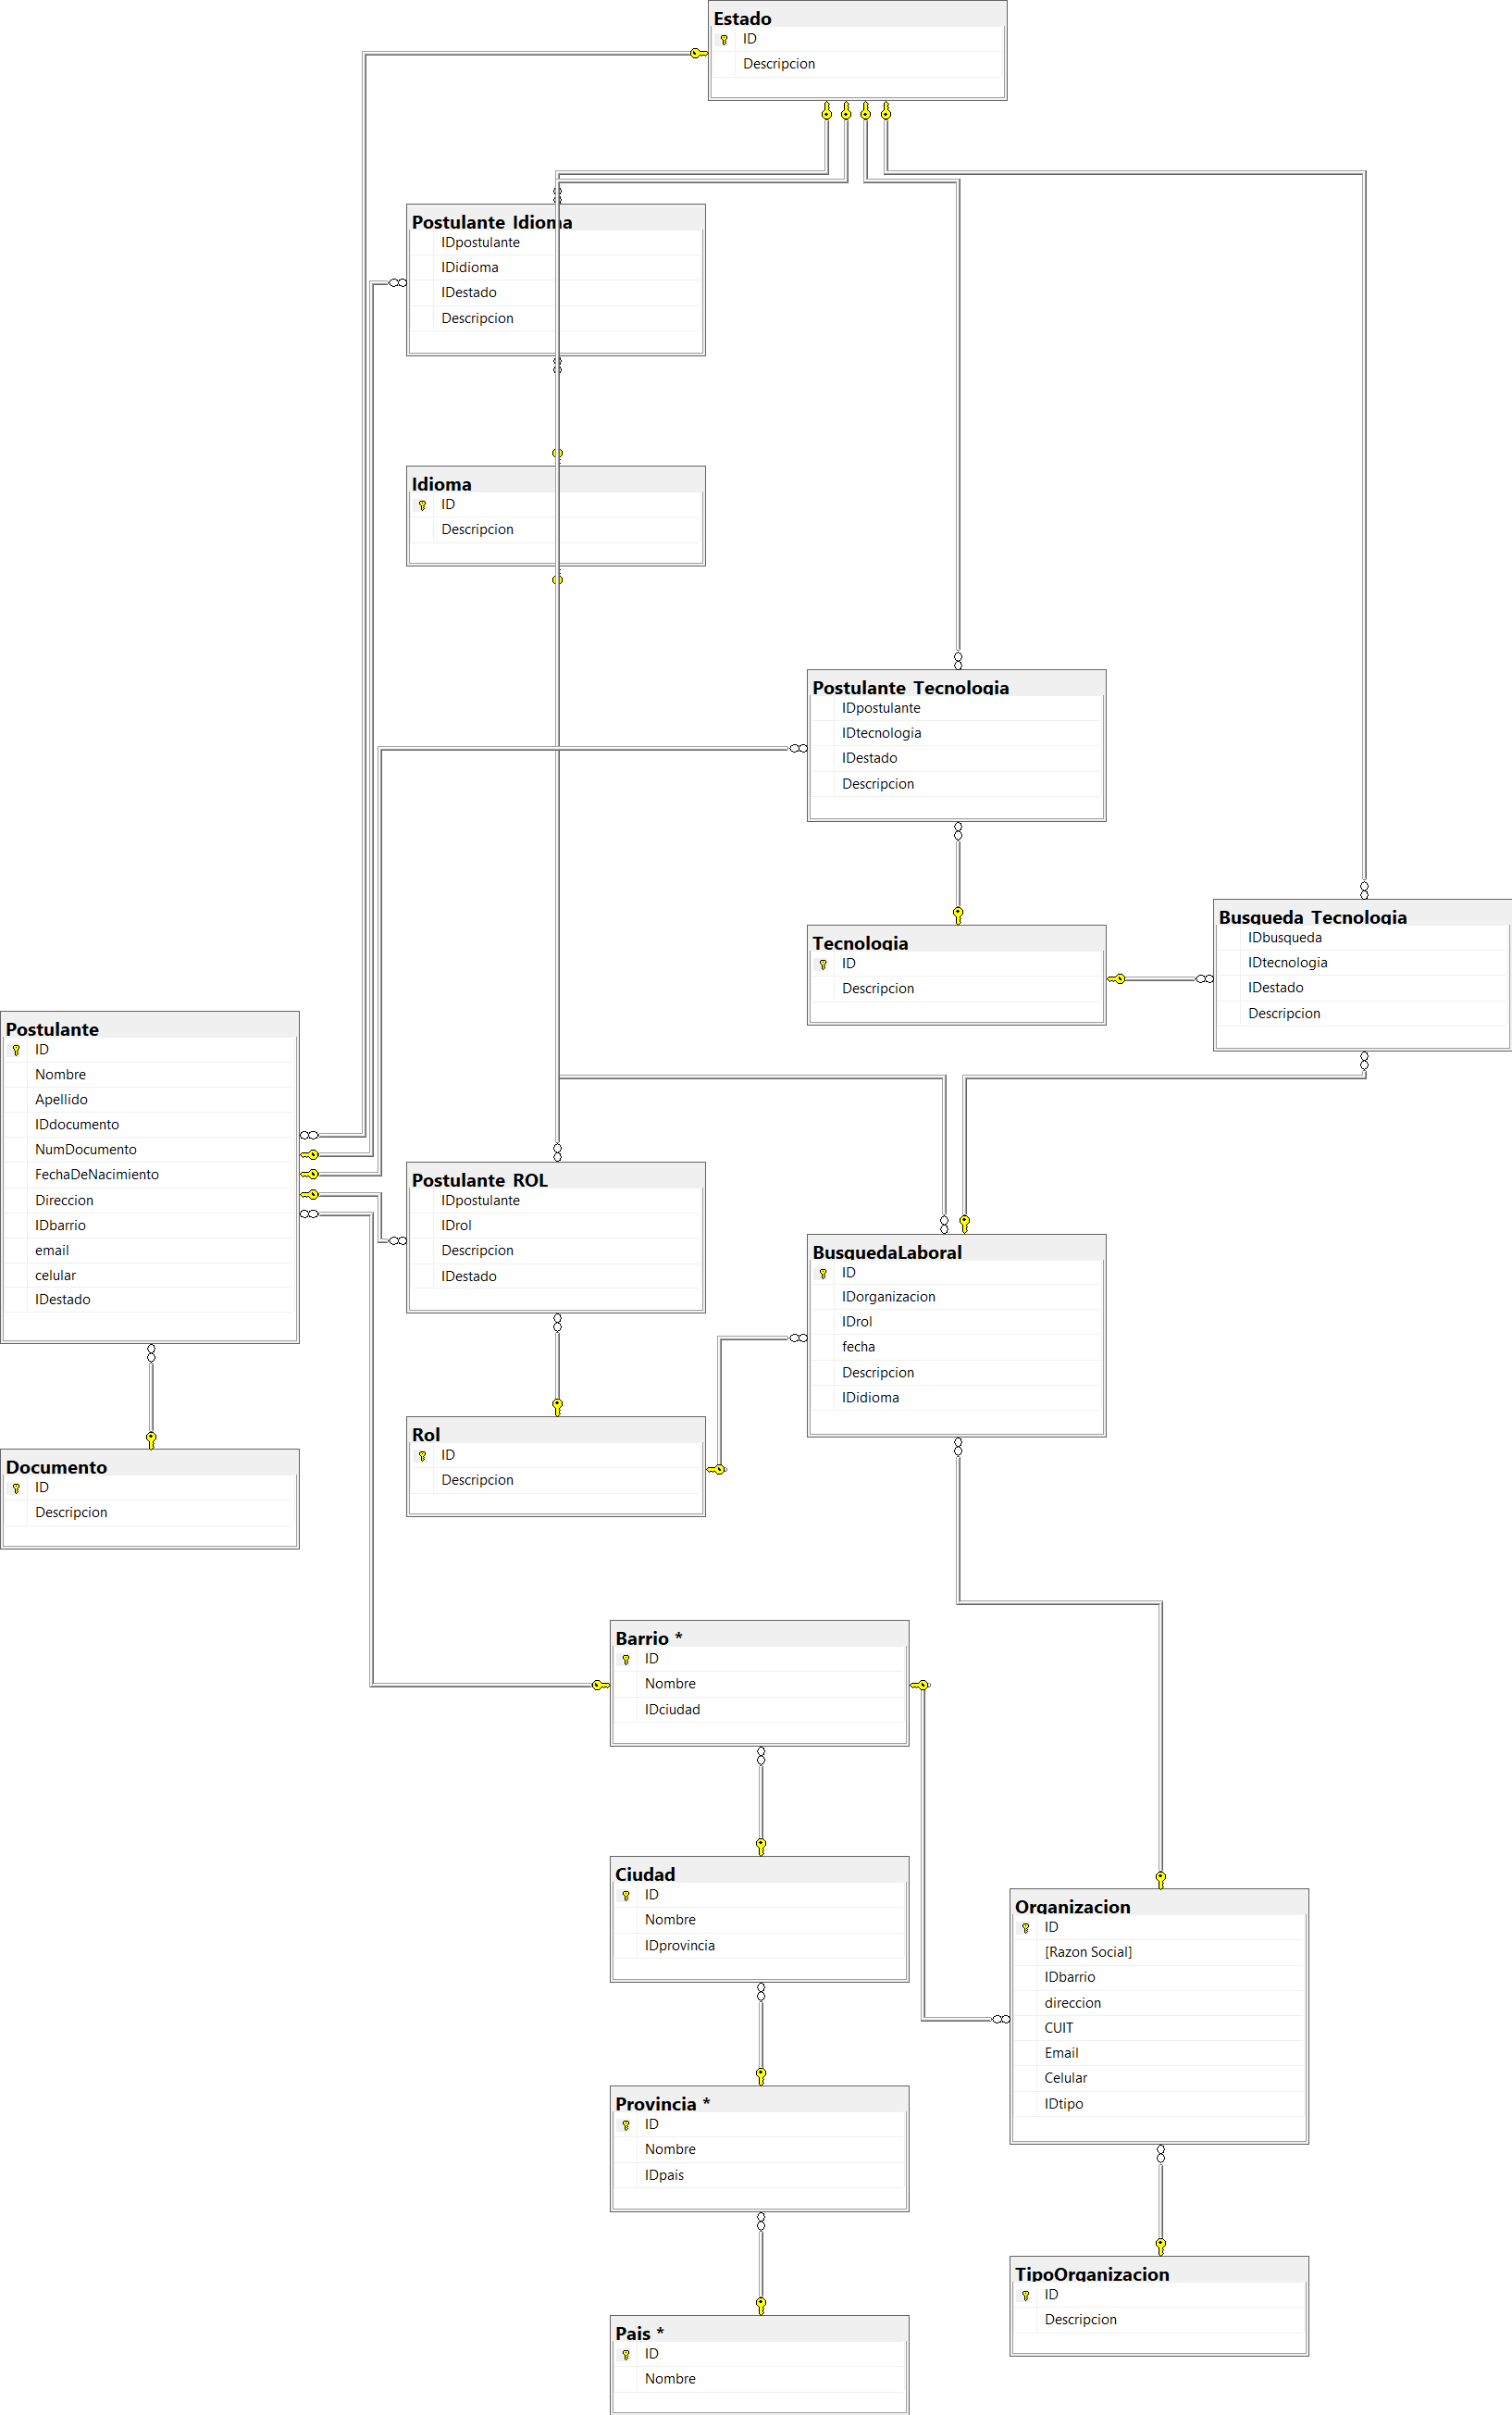 Estado
ID
Descripcion
Postulante_Idioma
IDpostulante
IDidioma
IDestado
Descripcion
Idioma
ID
Descripcion
Postulante_Tecnologia
IDpostulante
IDtecnologia
IDestado
Descripcion
Tecnologia
ID
Descripcion
Busqueda_Tecnologia
IDbusqueda
IDtecnologia
IDestado
Descripcion
Postulante
ID
Nombre
Apellido
IDdocumento
NumDocumento
FechaDeNacimiento
Direccion
IDbarrio
email
celular
IDestado
Postulante_ROL
IDpostulante
IDrol
Descripcion
IDestado
BusquedaLaboral
ID
IDorganizacion
IDrol
fecha
Descripcion
IDidioma
Rol
ID
Descripcion
Documento
ID
Descripcion
Barrio *
ID
Nombre
IDciudad
Ciudad
ID
Nombre
IDprovincia
Organizacion
ID
[Razon Social]
IDbarrio
direccion
CUIT
Email
Celular
IDtipo
Provincia *
ID
Nombre
IDpais
TipoOrganizacion
ID
Descripcion
Pais *
ID
Nombre